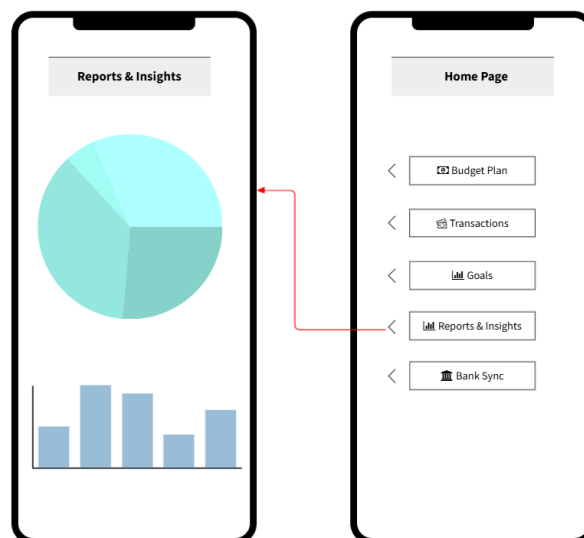 Reports & Insights
Home Page
Budget Plan
Transactions
Goals
Reports & Insights
Bank Sync